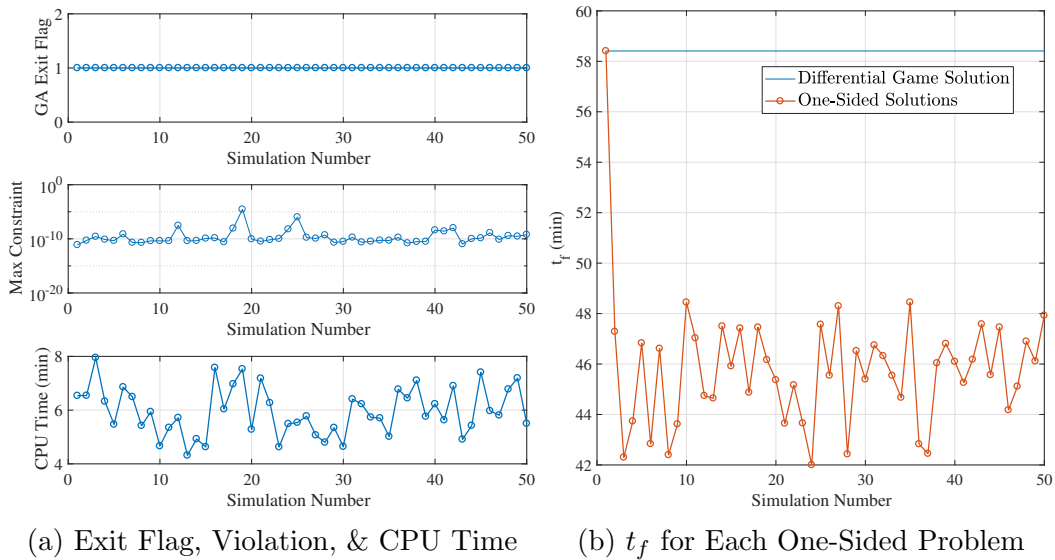 2
1
0
GA Exit Flag
0 10 20 30 40 50
Simulation Number
10^0
10^-10
10^-20
Max Constraint
0 10 20 30 40 50
Simulation Number
8
6
4
CPU Time (min)
0 10 20 30 40 50
Simulation Number
(a) Exit Flag, Violation, & CPU Time
60
58
56
54
52
50
48
46
44
42
t_f (min)
Differential Game Solution
One-Sided Solutions
0 10 20 30 40 50
Simulation Number
(b) t_f for Each One-Sided Problem